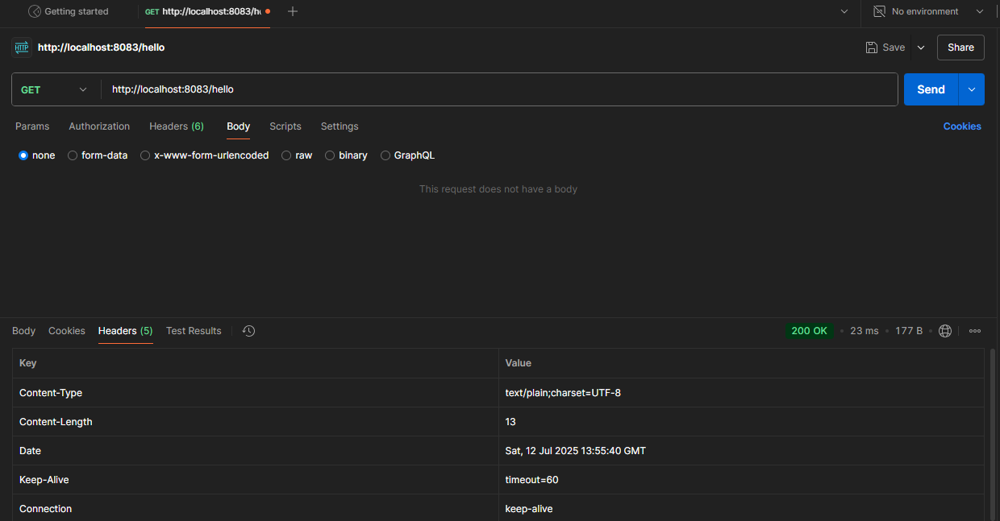 Getting started GET http://localhost:8083/h No environment
HTTP http://localhost:8083/hello Save Share
GET http://localhost:8083/hello Send
Params Authorization Headers (6) Body Scripts Settings Cookies
none form-data x-www-form-urlencoded raw binary GraphQL
This request does not have a body
Body Cookies Headers (5) Test Results 200 OK • 23 ms • 177 B •
Key Value
Content-Type text/plain;charset=UTF-8
Content-Length 13
Date Sat, 12 Jul 2025 13:55:40 GMT
Keep-Alive timeout=60
Connection keep-alive